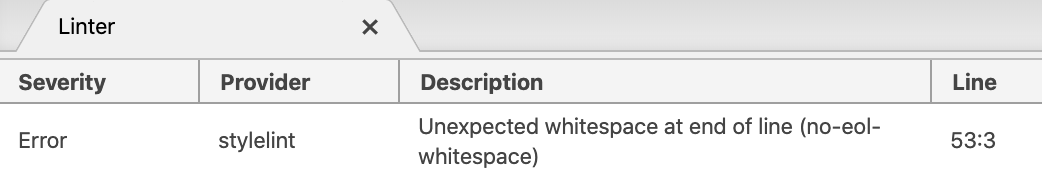 Linter ×
Severity Provider Description Line
Error stylelint Unexpected whitespace at end of line (no-eol- 53:3
whitespace)